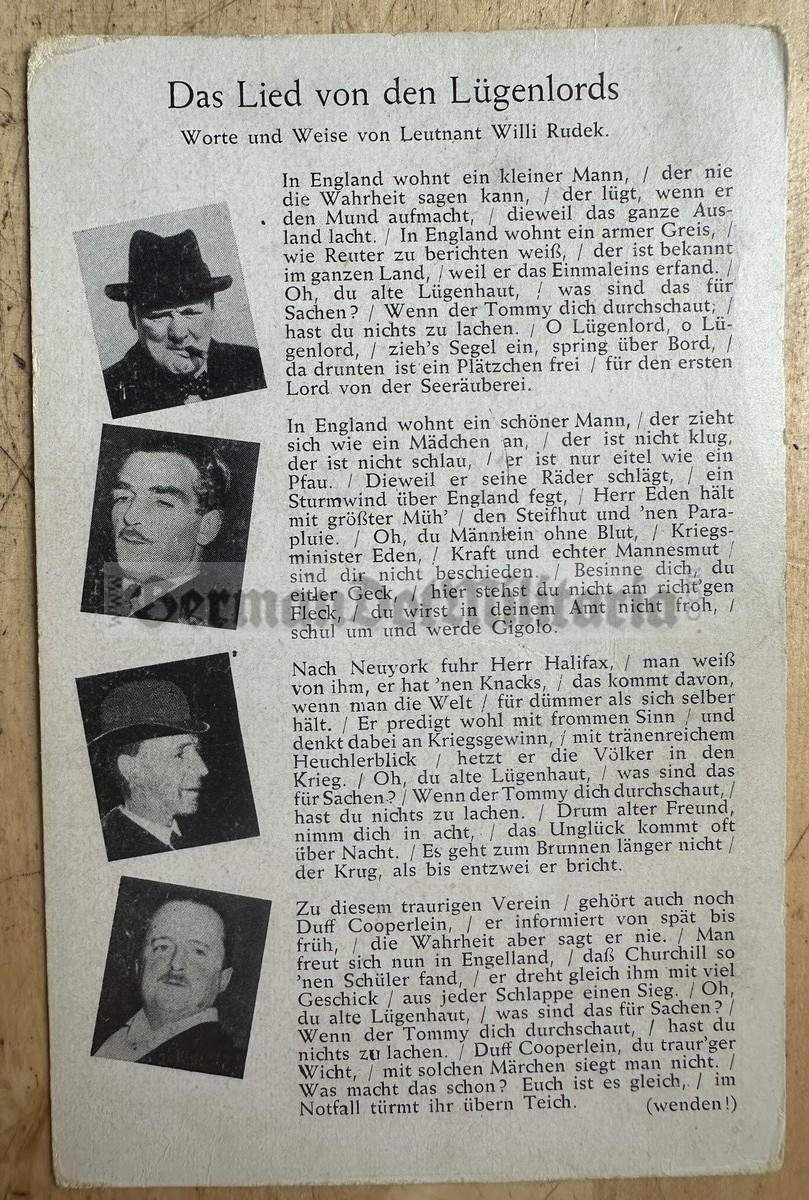 Das Lied von den Lügenlords
Worte und Weise von Leutnant Willi Rudek.
In England wohnt ein kleiner Mann, / der nie
die Wahrheit sagen kann, / der lügt, wenn er
den Mund aufmacht, / dieweil das ganze Aus-
land lacht. / In England wohnt ein armer Greis, /
wie Reuter zu berichten weiß, / der ist bekannt
im ganzen Land, / weil er das Einmaleins erfand. /
Oh, du alte Lügenhaut, / was sind das für
Sachen? / Wenn der Tommy dich durchschaut, /
hast du nichts zu lachen. / O Lügenlord, o Lü-
genlord, / zieh's Segel ein, spring über Bord, /
da drunten ist ein Plätzchen frei / für den ersten
Lord von der Seeräuberei.
In England wohnt ein schöner Mann, / der zieht
sich wie ein Mädchen an, / der ist nicht klug,
der ist nicht schlau, / er ist nur eitel wie ein
Pfau. / Dieweil er seine Räder schlägt, / ein
Sturmwind über England fegt, / Herr Eden hält
mit größter Müh' / den Steifhut und 'nen Para-
pluie. / Oh, du Männlein ohne Blut, / Kriegs-
minister Eden, / Kraft und echter Mannesmut /
sind dir nicht beschieden. / Besinne dich, du
eitler Geck, / hier stehst du nicht am richt'gen
Fleck, / du wirst in deinem Amt nicht froh, /
schul um und werde Gigolo.
Nach Neuyork fuhr Herr Halifax, / man weiß
von ihm, er hat 'nen Knacks, / das kommt davon,
wenn man die Welt / für dümmer als sich selber
hält. / Er predigt wohl mit frommen Sinn / und
denkt dabei an Kriegsgewinn, / mit tränenreichem
Heuchlerblick / hetzt er die Völker in den
Krieg. / Oh, du alte Lügenhaut, / was sind das
für Sachen? / Wenn der Tommy dich durchschaut, /
hast du nichts zu lachen. / Drum alter Freund,
nimm dich in acht, / das Unglück kommt oft
über Nacht. / Es geht zum Brunnen länger nicht /
der Krug, als bis entzwei er bricht.
Zu diesem traurigen Verein / gehört auch noch
Duff Cooperlein, / er informiert von spät bis
früh, / die Wahrheit aber sagt er nie. / Man
freut sich nun in Engelland, / daß Churchill so
'nen Schüler fand, / er dreht gleich ihm mit viel
Geschick / aus jeder Schlappe einen Sieg. / Oh,
du alte Lügenhaut, / was sind das für Sachen? /
Wenn der Tommy dich durchschaut, / hast du
nichts zu lachen. / Duff Cooperlein, du traur'ger
Wicht, / mit solchen Märchen siegt man nicht. /
Was macht das schon? Euch ist es gleich, / im
Notfall türmt ihr übern Teich. (wenden!)